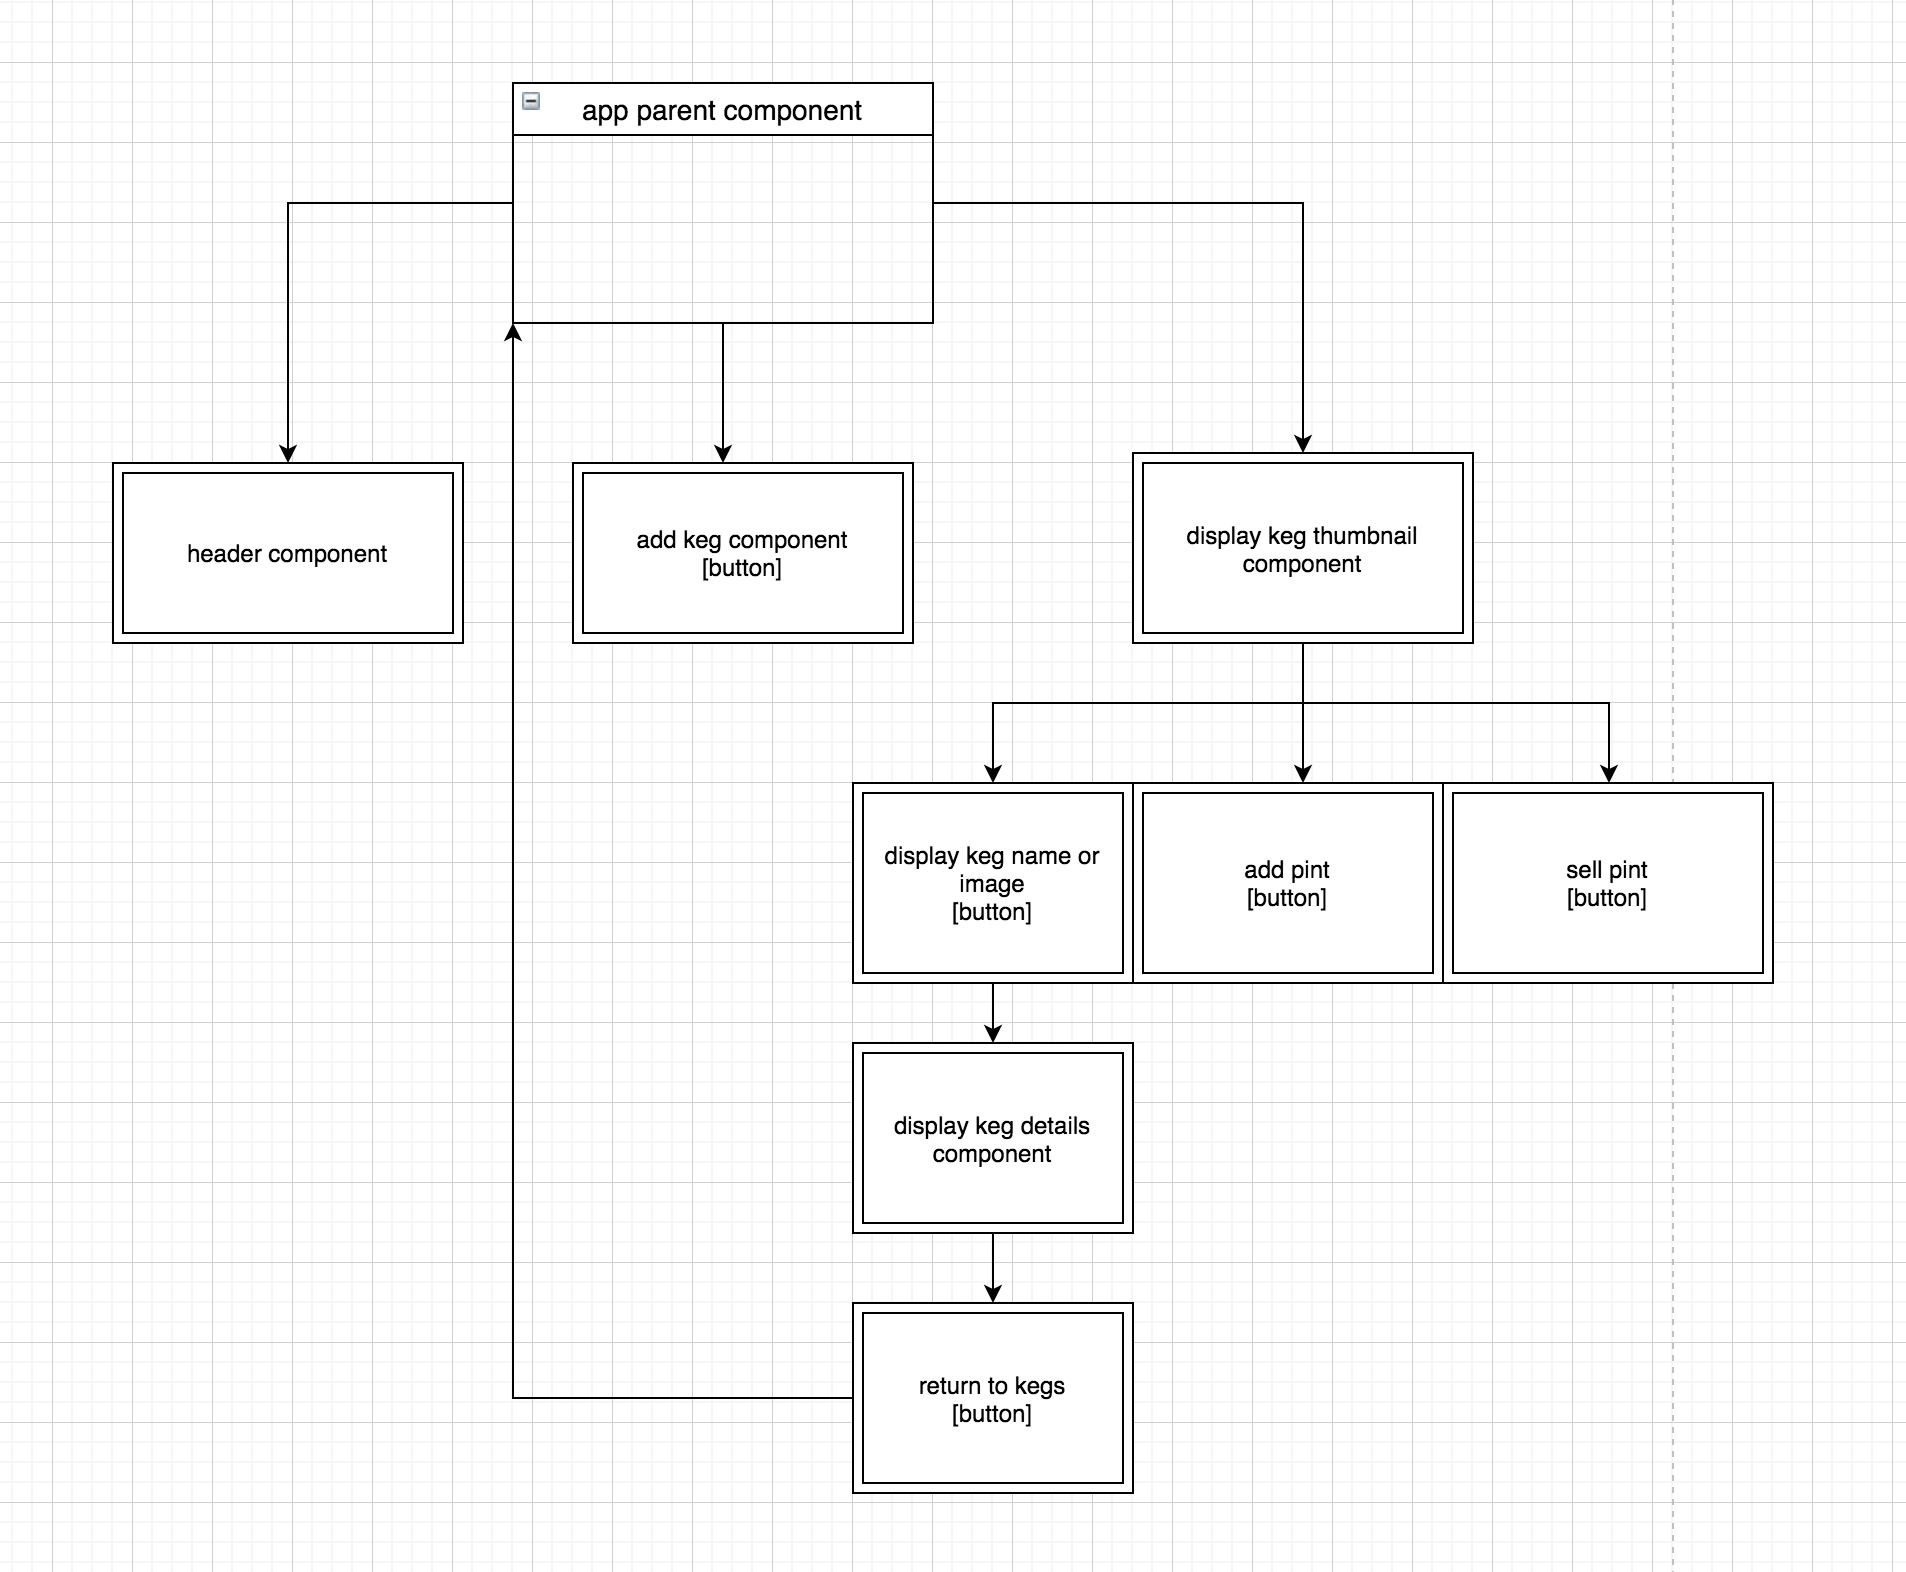 app parent component
header component
add keg component
[button]
display keg thumbnail
component
display keg name or
image
[button]
add pint
[button]
sell pint
[button]
display keg details
component
return to kegs
[button]